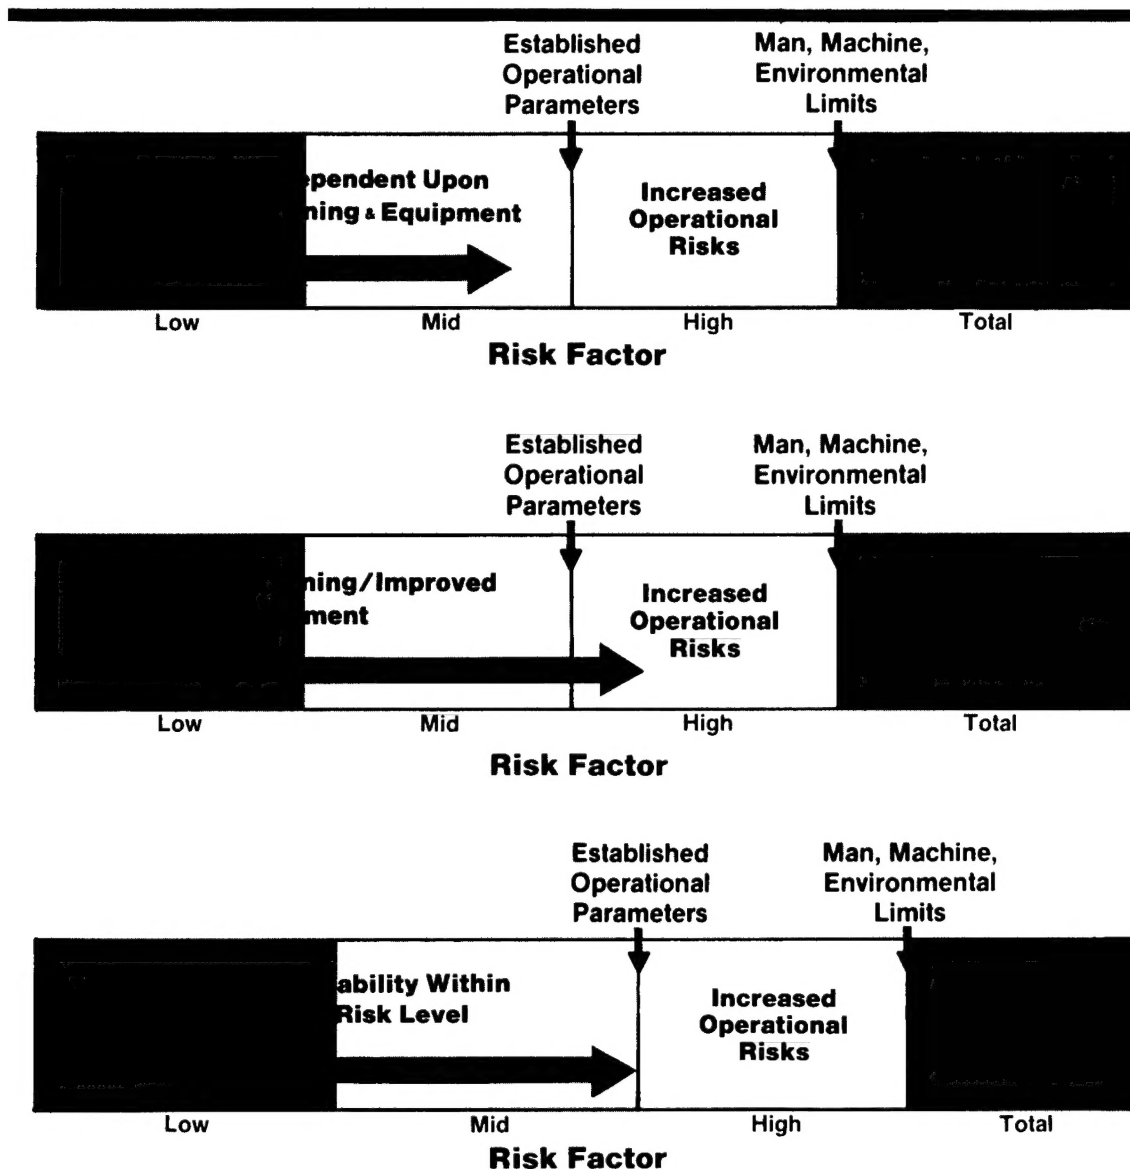 Established
Operational
Parameters
Man, Machine,
Environmental
Limits
ependent Upon
ning & Equipment
Increased
Operational
Risks
Low
Mid
High
Total
Risk Factor
Established
Operational
Parameters
Man, Machine,
Environmental
Limits
ning/Improved
ment
Increased
Operational
Risks
Low
Mid
High
Total
Risk Factor
Established
Operational
Parameters
Man, Machine,
Environmental
Limits
ability Within
Risk Level
Increased
Operational
Risks
Low
Mid
High
Total
Risk Factor